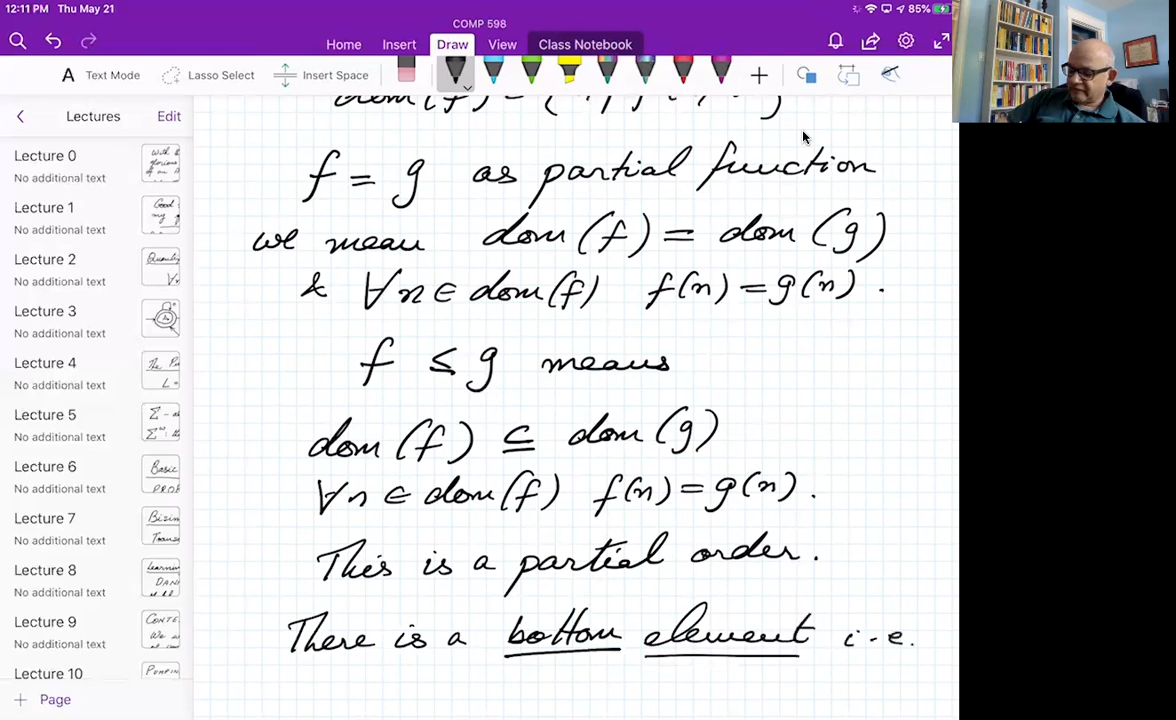 12:11 PM Thu May 21
85%
COMP 598
Home Insert Draw View Class Notebook
A Text Mode Lasso Select Insert Space
Lectures Edit
Lecture 0
No additional text
Lecture 1
No additional text
Lecture 2
No additional text
Lecture 3
No additional text
Lecture 4
No additional text
Lecture 5
No additional text
Lecture 6
No additional text
Lecture 7
No additional text
Lecture 8
No additional text
Lecture 9
No additional text
Lecture 10
+ Page
dom(f) =
f = g as partial function
we mean dom(f) = dom(g)
& ∀n ∈ dom(f) f(n) = g(n).
f ≤ g means
dom(f) ⊆ dom(g)
∀n ∈ dom(f) f(n) = g(n).
This is a partial order.
There is a bottom element i.e.